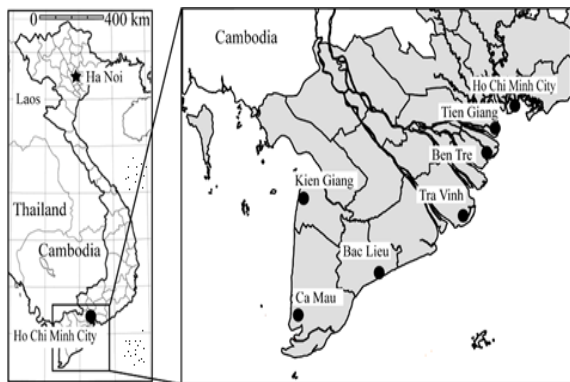 0 400 km
Ha Noi
Laos
Thailand
Cambodia
Ho Chi Minh City
Cambodia
Ho Chi Minh City
Tien Giang
Ben Tre
Kien Giang
Tra Vinh
Bac Lieu
Ca Mau